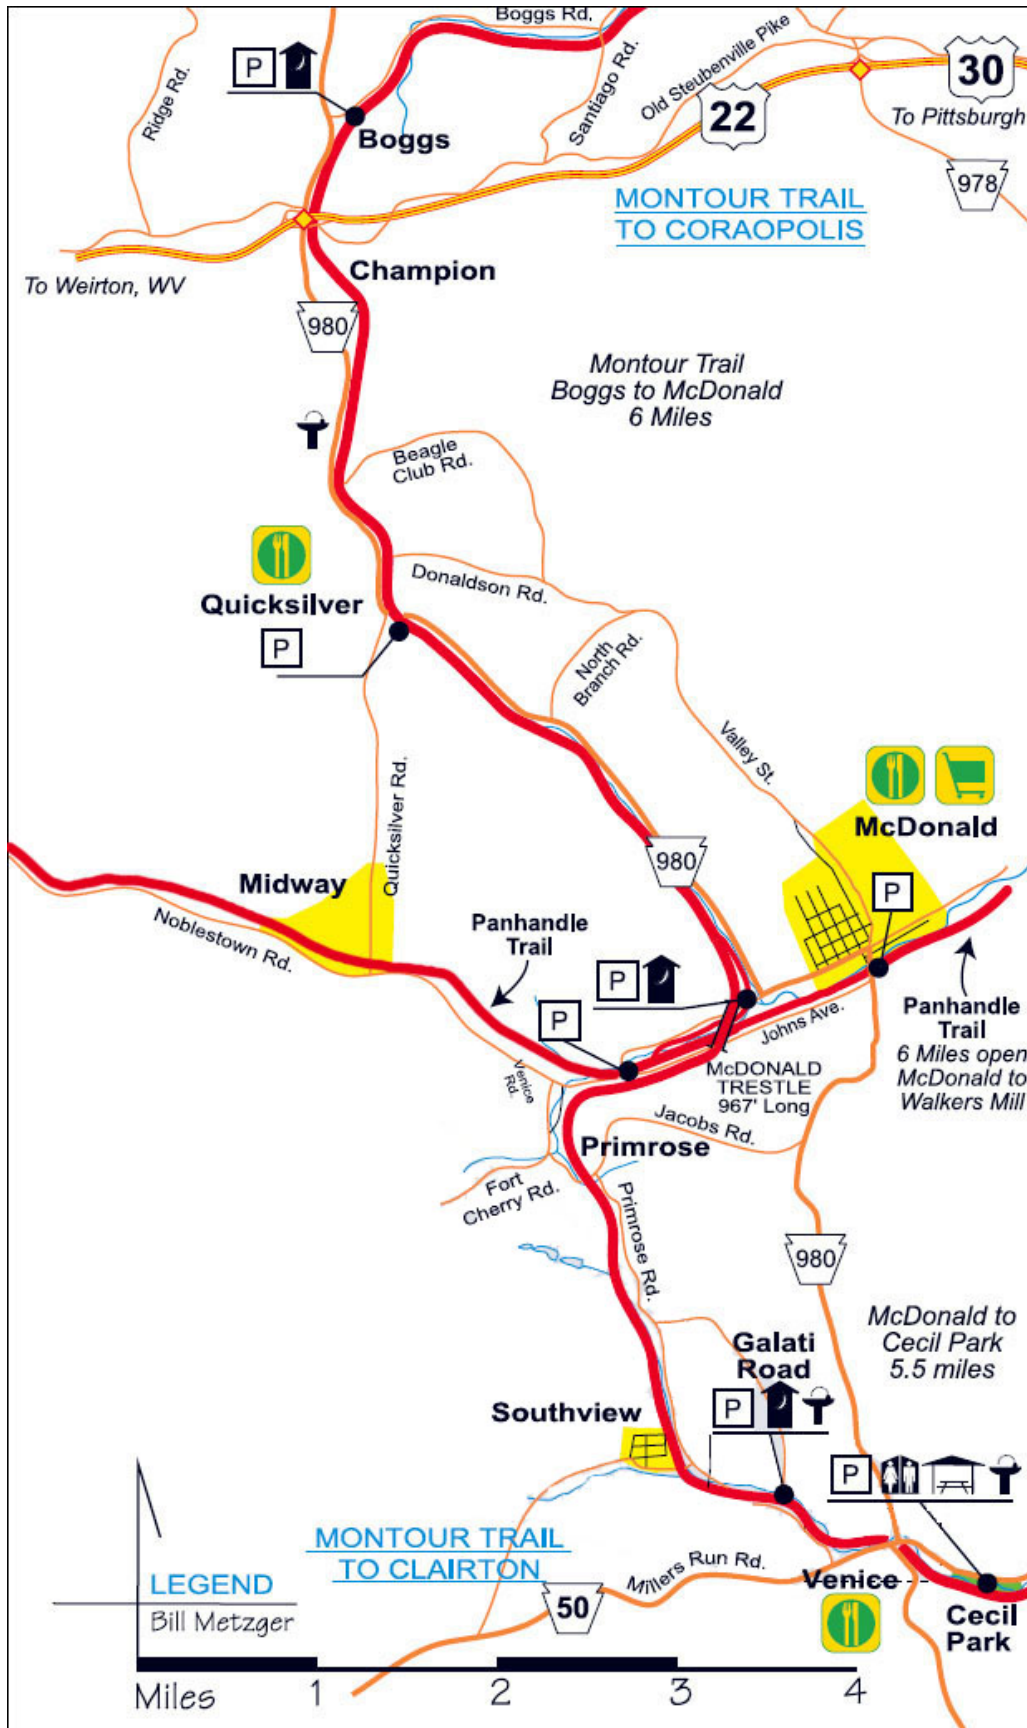 Boggs Rd.
Ridge Rd.
P
Santiago Rd.
Old Steubenville Pike
22
30
To Pittsburgh
Boggs
978
MONTOUR TRAIL
TO CORAOPOLIS
To Weirton, WV
Champion
980
Montour Trail
Boggs to McDonald
6 Miles
Beagle
Club Rd.
Donaldson Rd.
Quicksilver
P
North
Branch Rd.
Valley St.
Quicksilver Rd.
McDonald
980
Midway
Noblestown Rd.
P
Panhandle
Trail
P
P
Johns Ave.
Panhandle
Trail
6 Miles open
McDonald to
Walkers Mill
Venice
Rd.
McDONALD
TRESTLE
967' Long
Jacobs Rd.
Primrose
Fort
Cherry Rd.
Primrose Rd.
980
McDonald to
Cecil Park
5.5 miles
Galati
Road
P
Southview
P
MONTOUR TRAIL
TO CLAIRTON
Millers Run Rd.
50
Venice
Cecil
Park
LEGEND
Bill Metzger
Miles 1 2 3 4